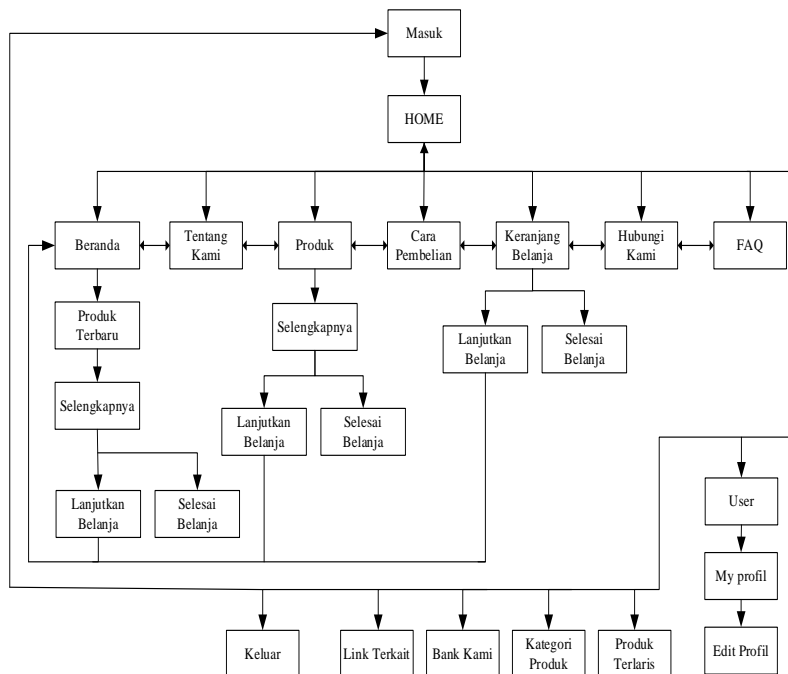 Masuk
HOME
Beranda
Tentang
Kami
Produk
Cara
Pembelian
Keranjang
Belanja
Hubungi
Kami
FAQ
Produk
Terbaru
Selengkapnya
Lanjutkan
Belanja
Selesai
Belanja
Selengkapnya
Lanjutkan
Belanja
Selesai
Belanja
Lanjutkan
Belanja
Selesai
Belanja
User
My profil
Edit Profil
Keluar
Link Terkait
Bank Kami
Kategori
Produk
Produk
Terlaris